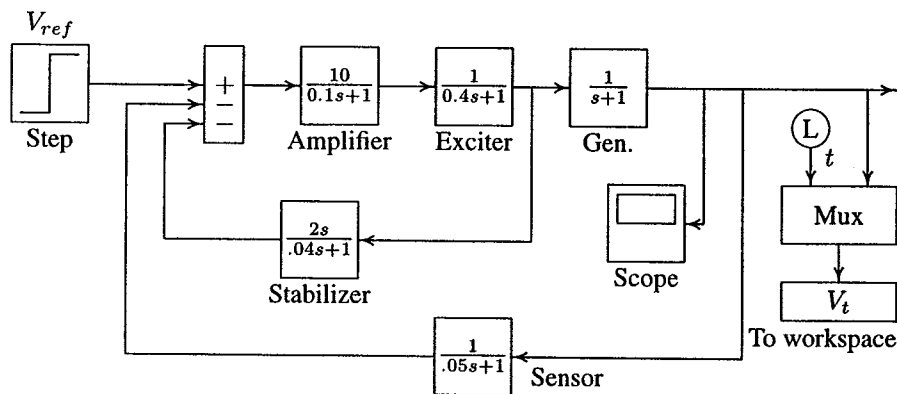 V_ref
Step
+
−
−
10
0.1s+1
Amplifier
1
0.4s+1
Exciter
1
s+1
Gen.
L
t
Mux
V_t
To workspace
Scope
2s
.04s+1
Stabilizer
1
.05s+1
Sensor